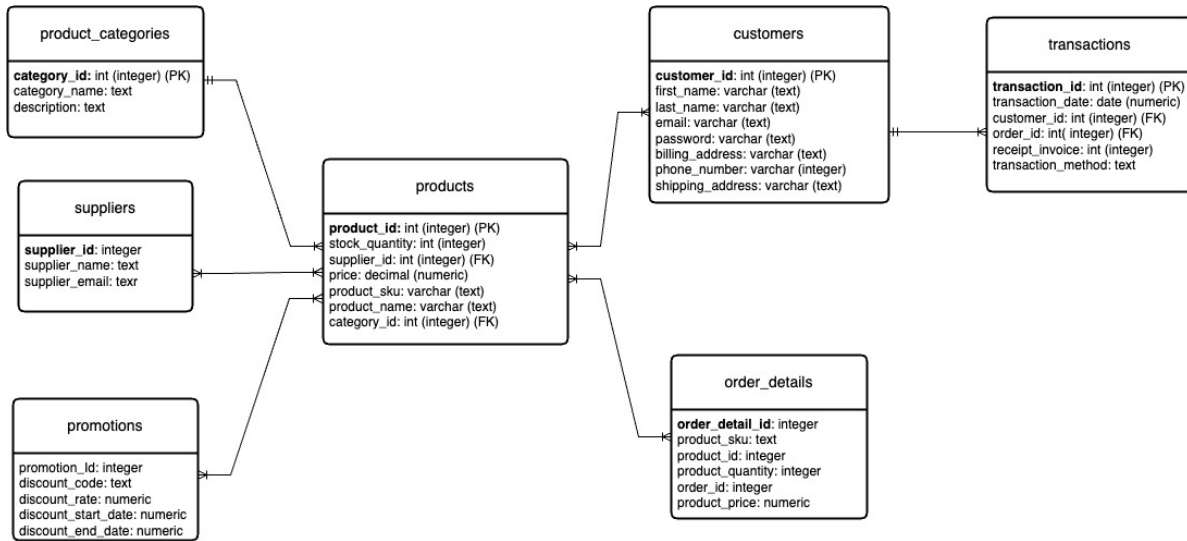 product_categories
category_id: int (integer) (PK)
category_name: text
description: text
suppliers
supplier_id: integer
supplier_name: text
supplier_email: texr
promotions
promotion_Id: integer
discount_code: text
discount_rate: numeric
discount_start_date: numeric
discount_end_date: numeric
products
product_id: int (integer) (PK)
stock_quantity: int (integer)
supplier_id: int (integer) (FK)
price: decimal (numeric)
product_sku: varchar (text)
product_name: varchar (text)
category_id: int (integer) (FK)
customers
customer_id: int (integer) (PK)
first_name: varchar (text)
last_name: varchar (text)
email: varchar (text)
password: varchar (text)
billing_address: varchar (text)
phone_number: varchar (integer)
shipping_address: varchar (text)
order_details
order_detail_id: integer
product_sku: text
product_id: integer
product_quantity: integer
order_id: integer
product_price: numeric
transactions
transaction_id: int (integer) (PK)
transaction_date: date (numeric)
customer_id: int (integer) (FK)
order_id: int( integer) (FK)
receipt_invoice: int (integer)
transaction_method: text